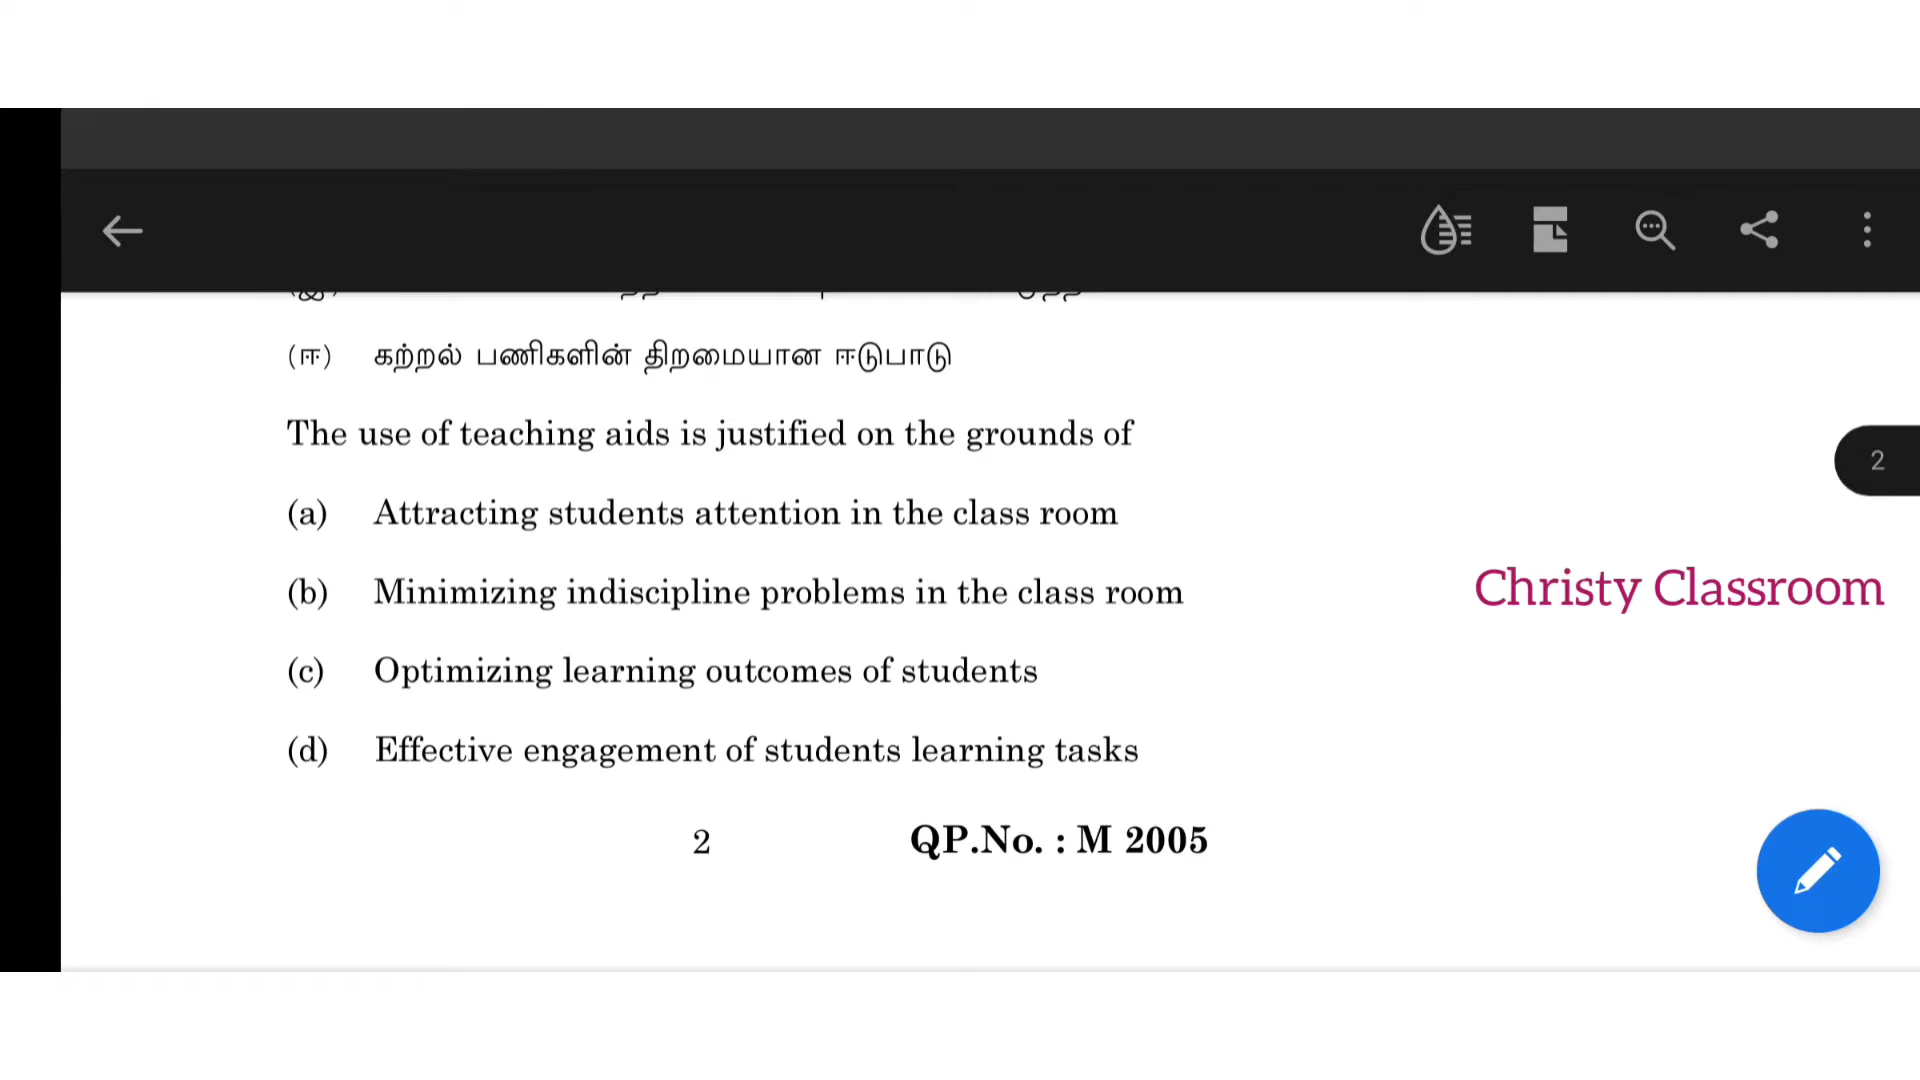 (ஈ) கற்றல் பணிகளின் திறமையான ஈடுபாடு
The use of teaching aids is justified on the grounds of
2
(a) Attracting students attention in the class room
(b) Minimizing indiscipline problems in the class room
Christy Classroom
(c) Optimizing learning outcomes of students
(d) Effective engagement of students learning tasks
2 QP.No. : M 2005